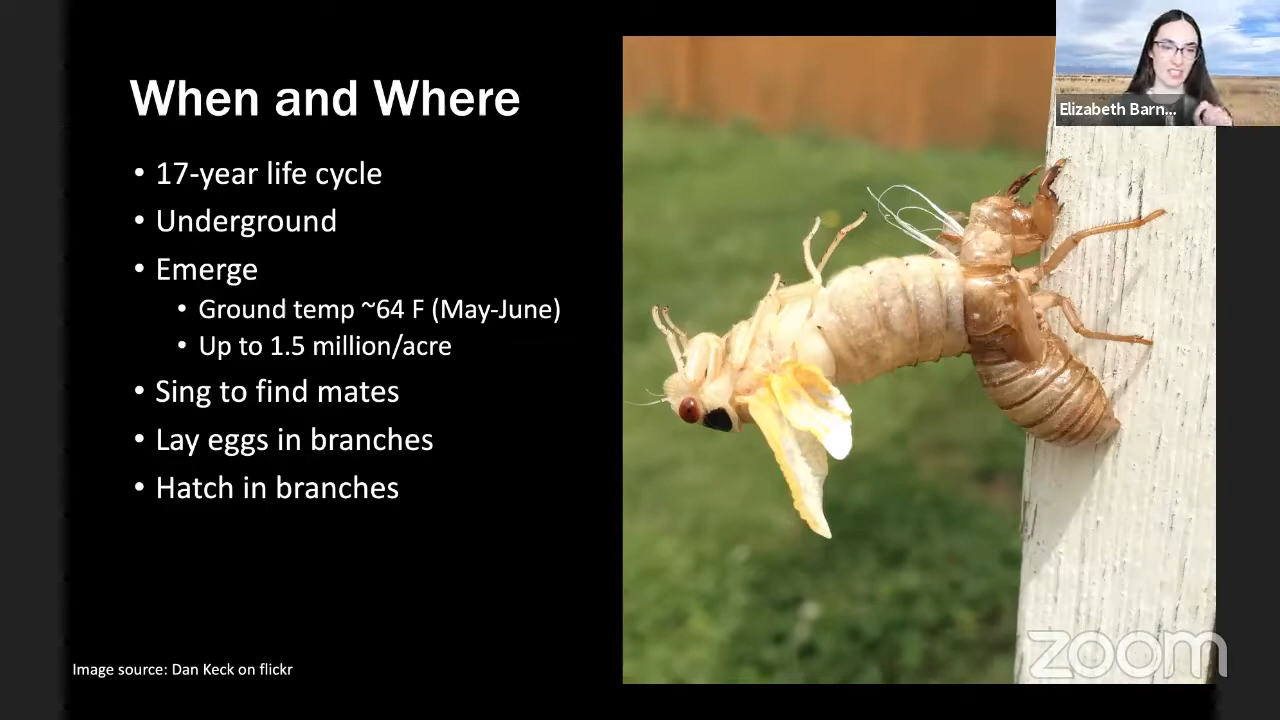 When and Where
• 17-year life cycle
• Underground
• Emerge
• Ground temp ~64 F (May-June)
• Up to 1.5 million/acre
• Sing to find mates
• Lay eggs in branches
• Hatch in branches
Image source: Dan Keck on flickr
Elizabeth Barn...
zoom